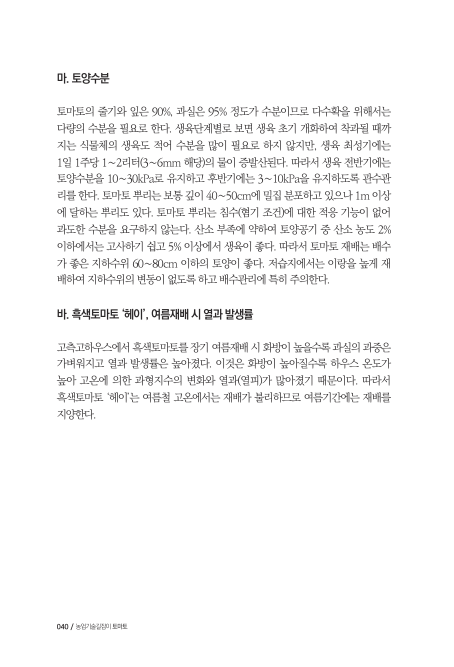 마. 토양수분
토마토의 줄기와 잎은 90%, 과실은 95% 정도가 수분이므로 다수확을 위해서는
다량의 수분을 필요로 한다. 생육단계별로 보면 생육 초기 개화하여 착과될 때까
지는 식물체의 생육도 적어 수분을 많이 필요로 하지 않지만, 생육 최성기에는
1일 1주당 1~2리터(3~6mm 해당)의 물이 증발산된다. 따라서 생육 전반기에는
토양수분을 10~30kPa로 유지하고 후반기에는 3~10kPa을 유지하도록 관수관
리를 한다. 토마토 뿌리는 보통 깊이 40~50cm에 밀집 분포하고 있으나 1m 이상
에 달하는 뿌리도 있다. 토마토 뿌리는 침수(혐기 조건)에 대한 적응 기능이 없어
과도한 수분을 요구하지 않는다. 산소 부족에 약하여 토양공기 중 산소 농도 2%
이하에서는 고사하기 쉽고 5% 이상에서 생육이 좋다. 따라서 토마토 재배는 배수
가 좋은 지하수위 60~80cm 이하의 토양이 좋다. 저습지에서는 이랑을 높게 재
배하여 지하수위의 변동이 없도록 하고 배수관리에 특히 주의한다.
바. 흑색토마토 ‘헤이’, 여름재배 시 열과 발생률
고측고하우스에서 흑색토마토를 장기 여름재배 시 화방이 높을수록 과실의 과중은
가벼워지고 열과 발생률은 높아졌다. 이것은 화방이 높아질수록 하우스 온도가
높아 고온에 의한 과형지수의 변화와 열과(열피)가 많아졌기 때문이다. 따라서
흑색토마토 ‘헤이’는 여름철 고온에서는 재배가 불리하므로 여름기간에는 재배를
지양한다.
040 / 농업기술길잡이 토마토